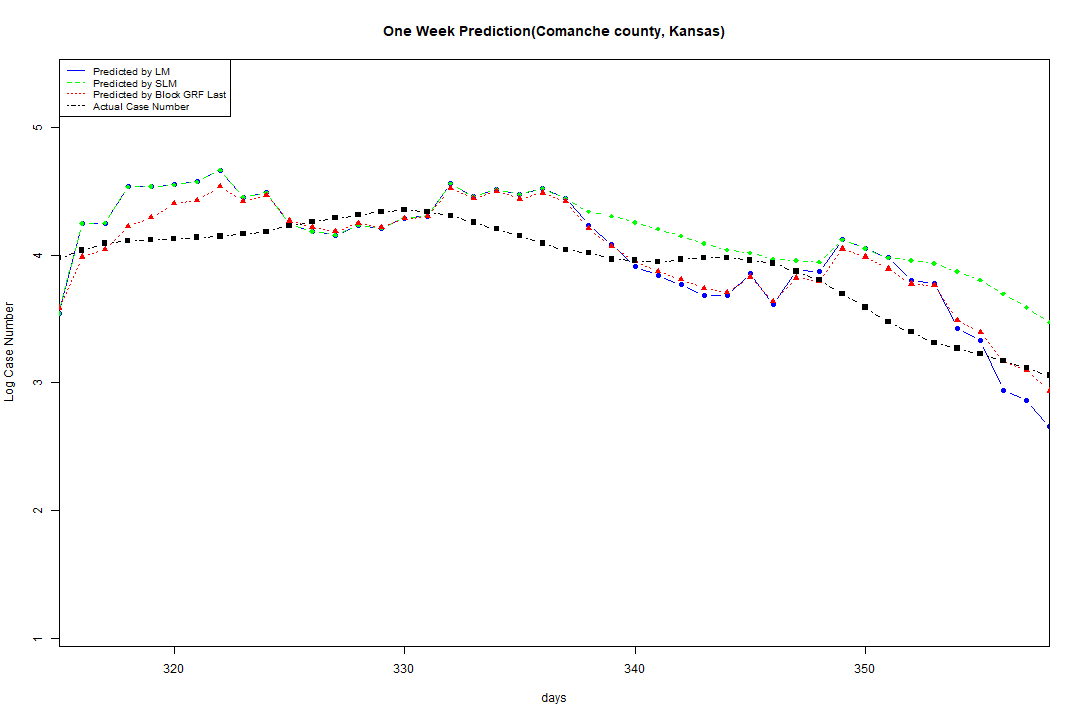 One Week Prediction(Comanche county, Kansas)
Predicted by LM
Predicted by SLM
Predicted by Block GRF Last
Actual Case Number
5
4
3
2
1
Log Case Number
320
330
340
350
days